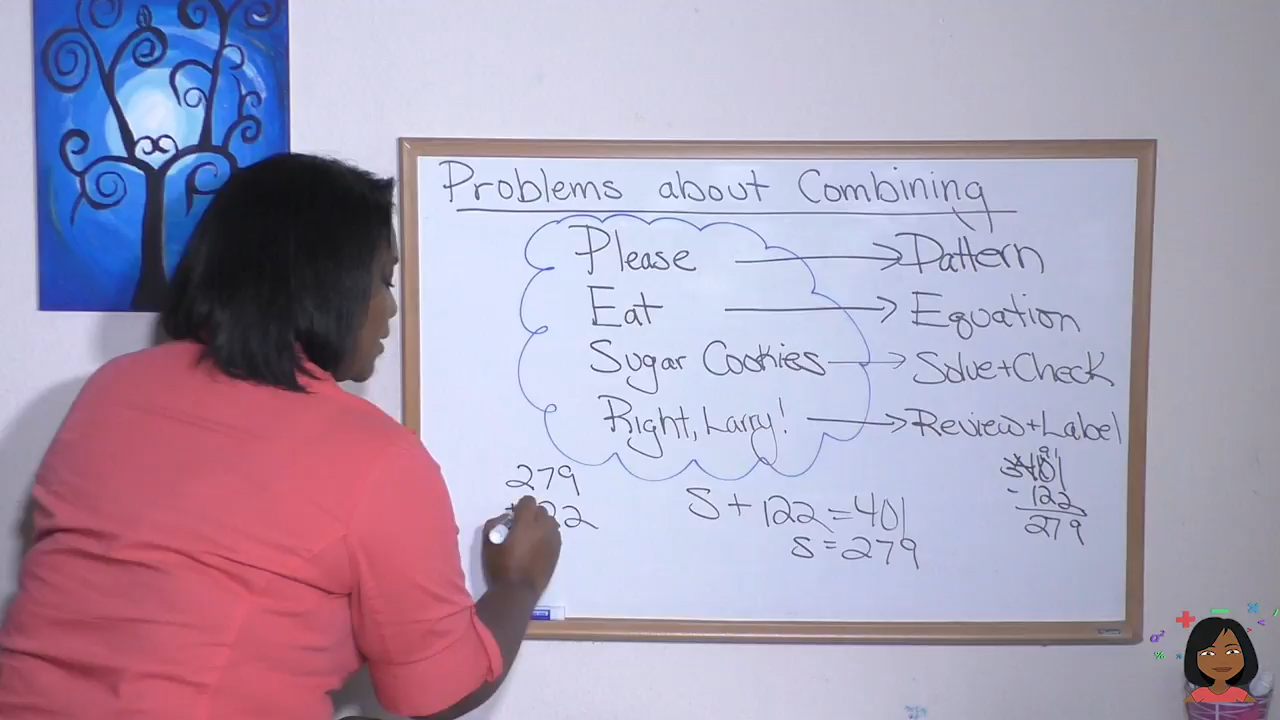 Problems about Combining
Please → Pattern
Eat → Equation
Sugar Cookies → Solve+Check
Right, Larry! → Review+Label
401
- 122
279
279
S + 122 = 401
S = 279